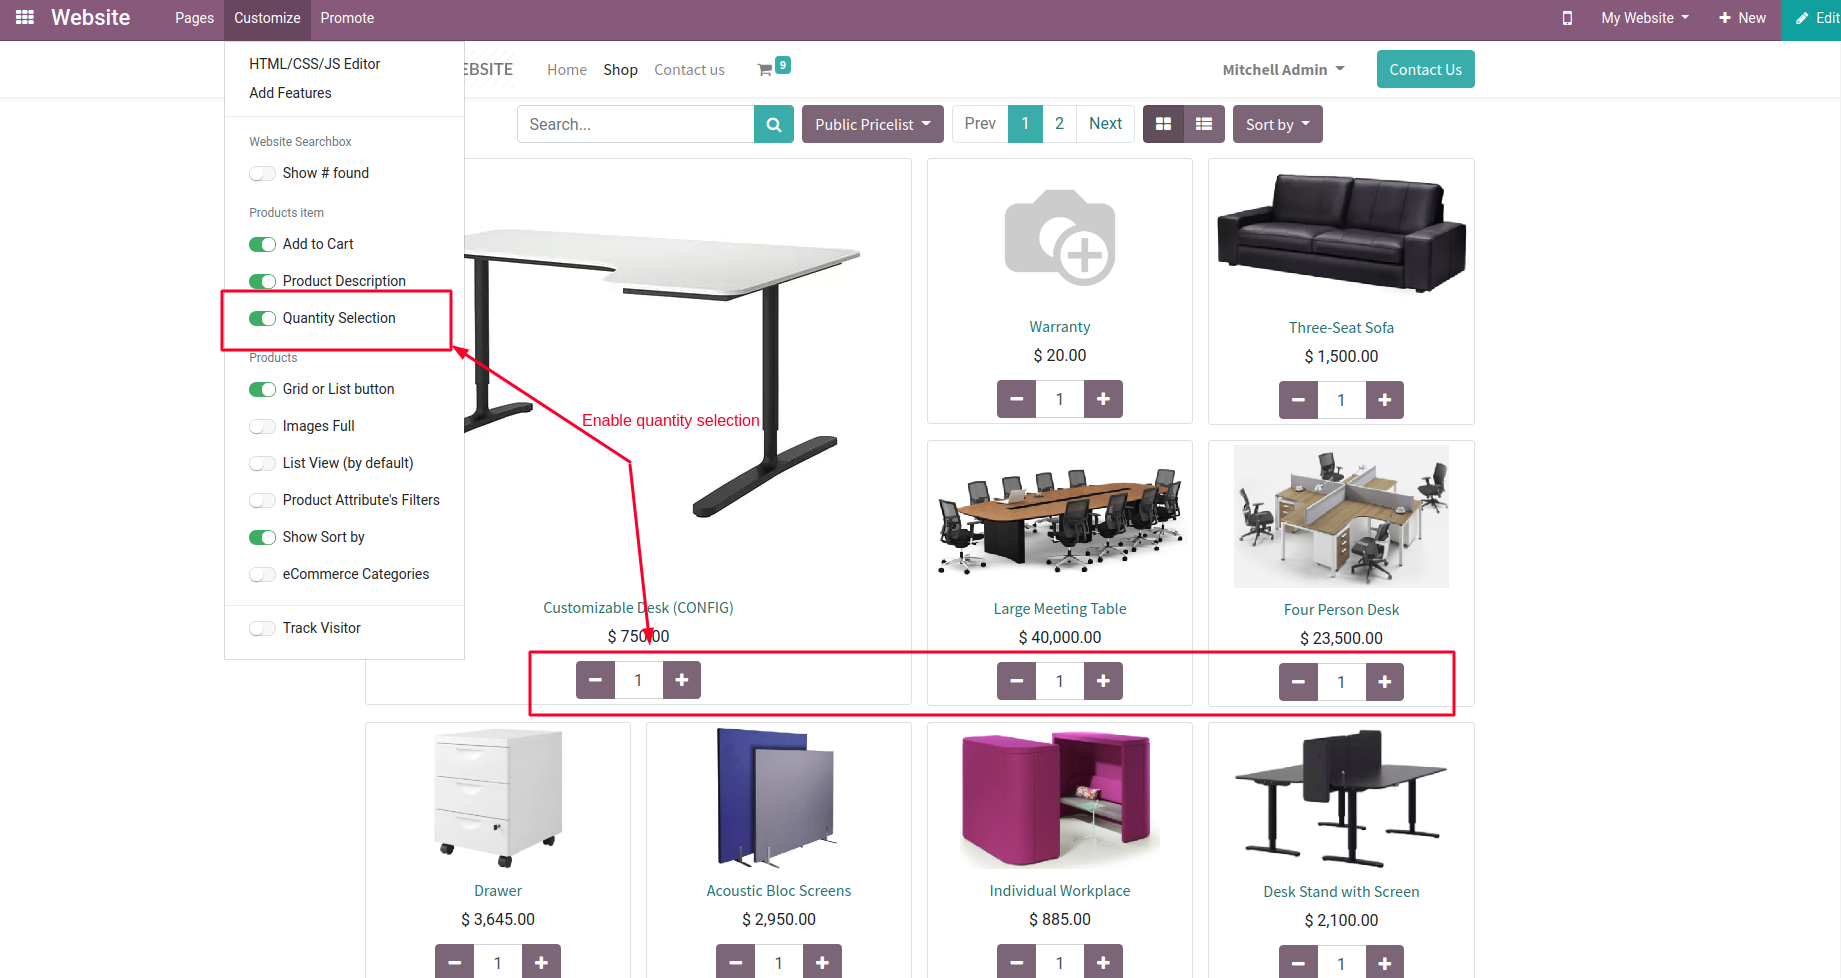 Website Pages Customize Promote My Website + New Edit
HTML/CSS/JS Editor
Add Features
Website Searchbox
Show # found
Products item
Add to Cart
Product Description
Quantity Selection
Products
Grid or List button
Images Full
List View (by default)
Product Attribute's Filters
Show Sort by
eCommerce Categories
Track Visitor
EBSITE Home Shop Contact us 9 Mitchell Admin Contact Us
Search... Public Pricelist Prev 1 2 Next Sort by
Enable quantity selection
Customizable Desk (CONFIG)
$ 750.00
− 1 +
Warranty
$ 20.00
− 1 +
Three-Seat Sofa
$ 1,500.00
− 1 +
Large Meeting Table
$ 40,000.00
− 1 +
Four Person Desk
$ 23,500.00
− 1 +
Drawer
$ 3,645.00
− 1 +
Acoustic Bloc Screens
$ 2,950.00
− 1 +
Individual Workplace
$ 885.00
− 1 +
Desk Stand with Screen
$ 2,100.00
− 1 +